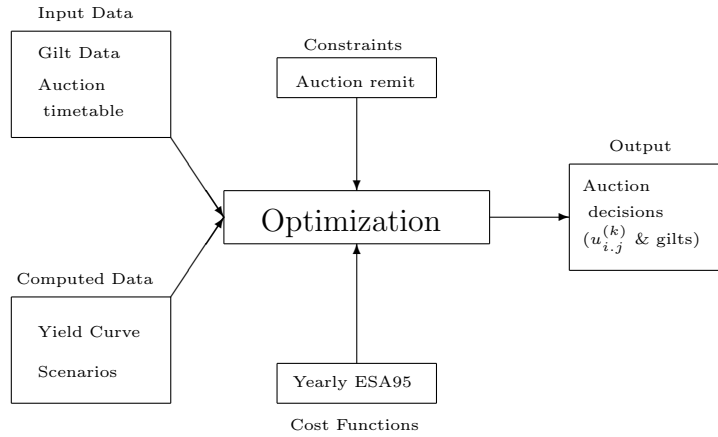 Input Data
Gilt Data
Auction
timetable
Constraints
Auction remit
Optimization
Output
Auction
decisions
(u_{i.j}^{(k)} & gilts)
Computed Data
Yield Curve
Scenarios
Yearly ESA95
Cost Functions